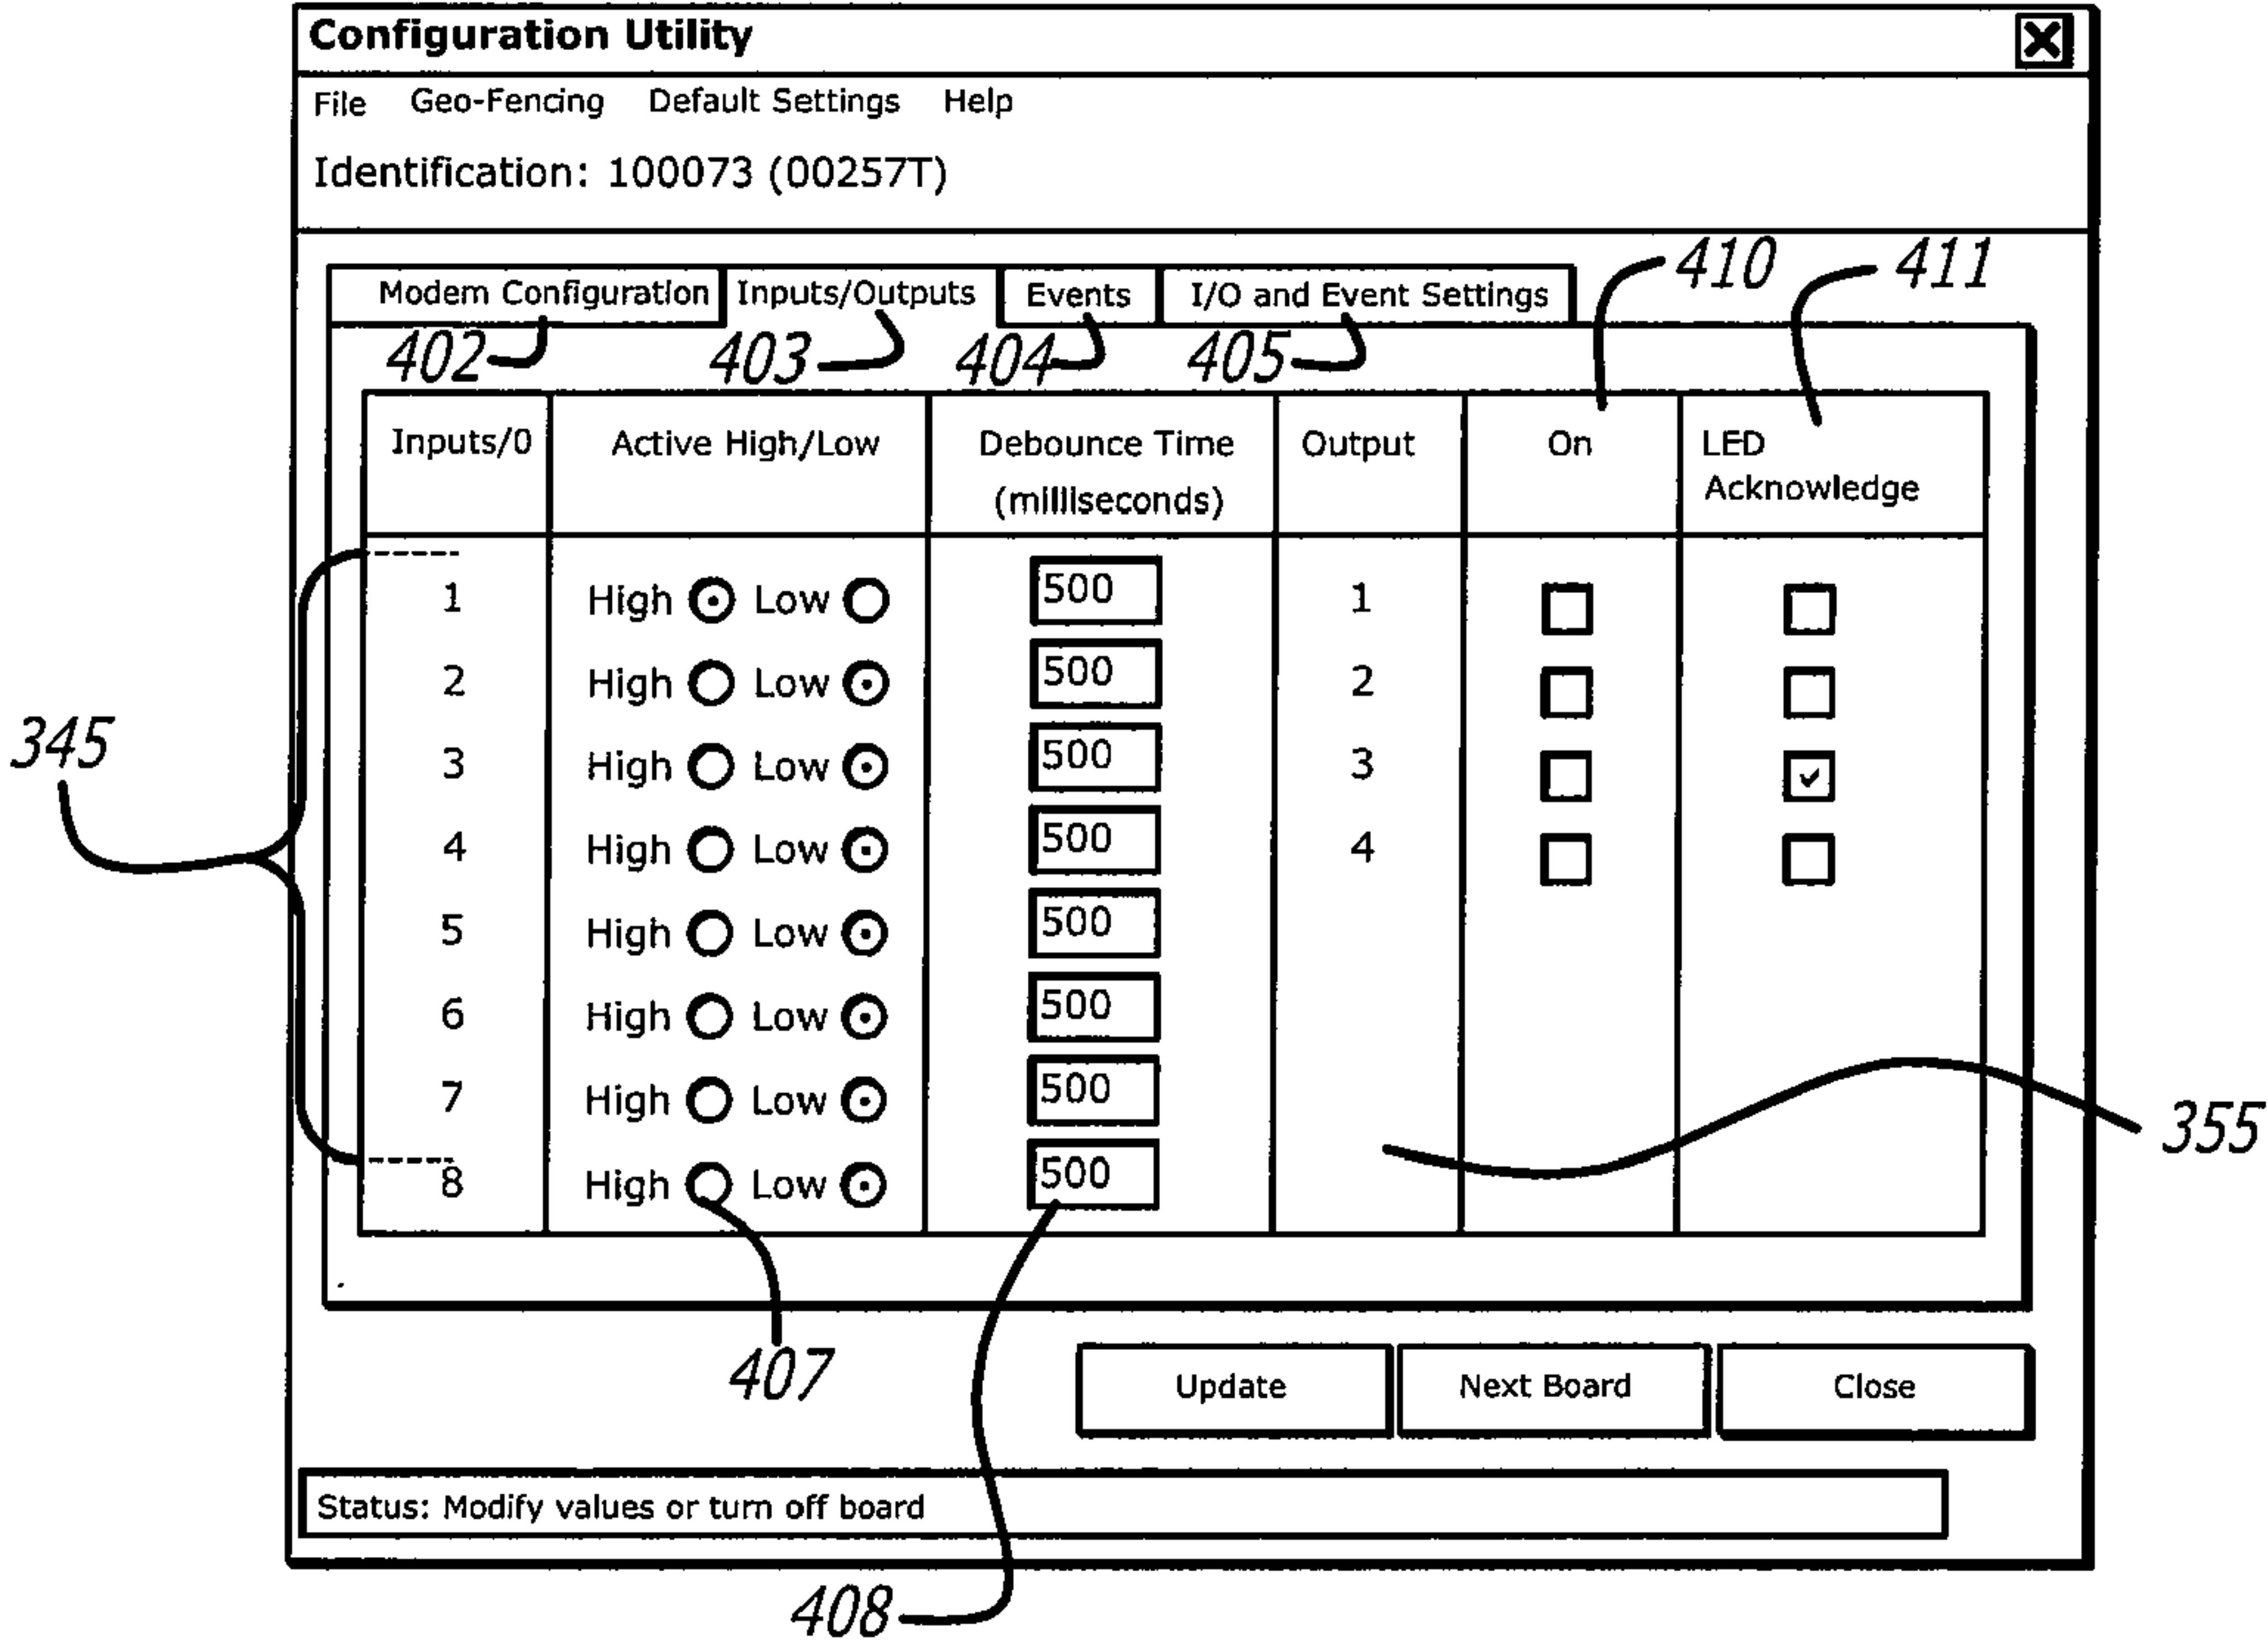 Configuration Utility
File Geo-Fencing Default Settings Help
Identification: 100073 (00257T)
410 411
Modem Configuration Inputs/Outputs Events I/O and Event Settings
402 403 404 405
Inputs/0 Active High/Low Debounce Time Output On LED
(milliseconds) Acknowledge
1 High Low 500 1
2 High Low 500 2
345
3 High Low 500 3
4 High Low 500 4
5 High Low 500
6 High Low 500
7 High Low 500
355
8 High Low 500
407
Update Next Board Close
Status: Modify values or turn off board
408